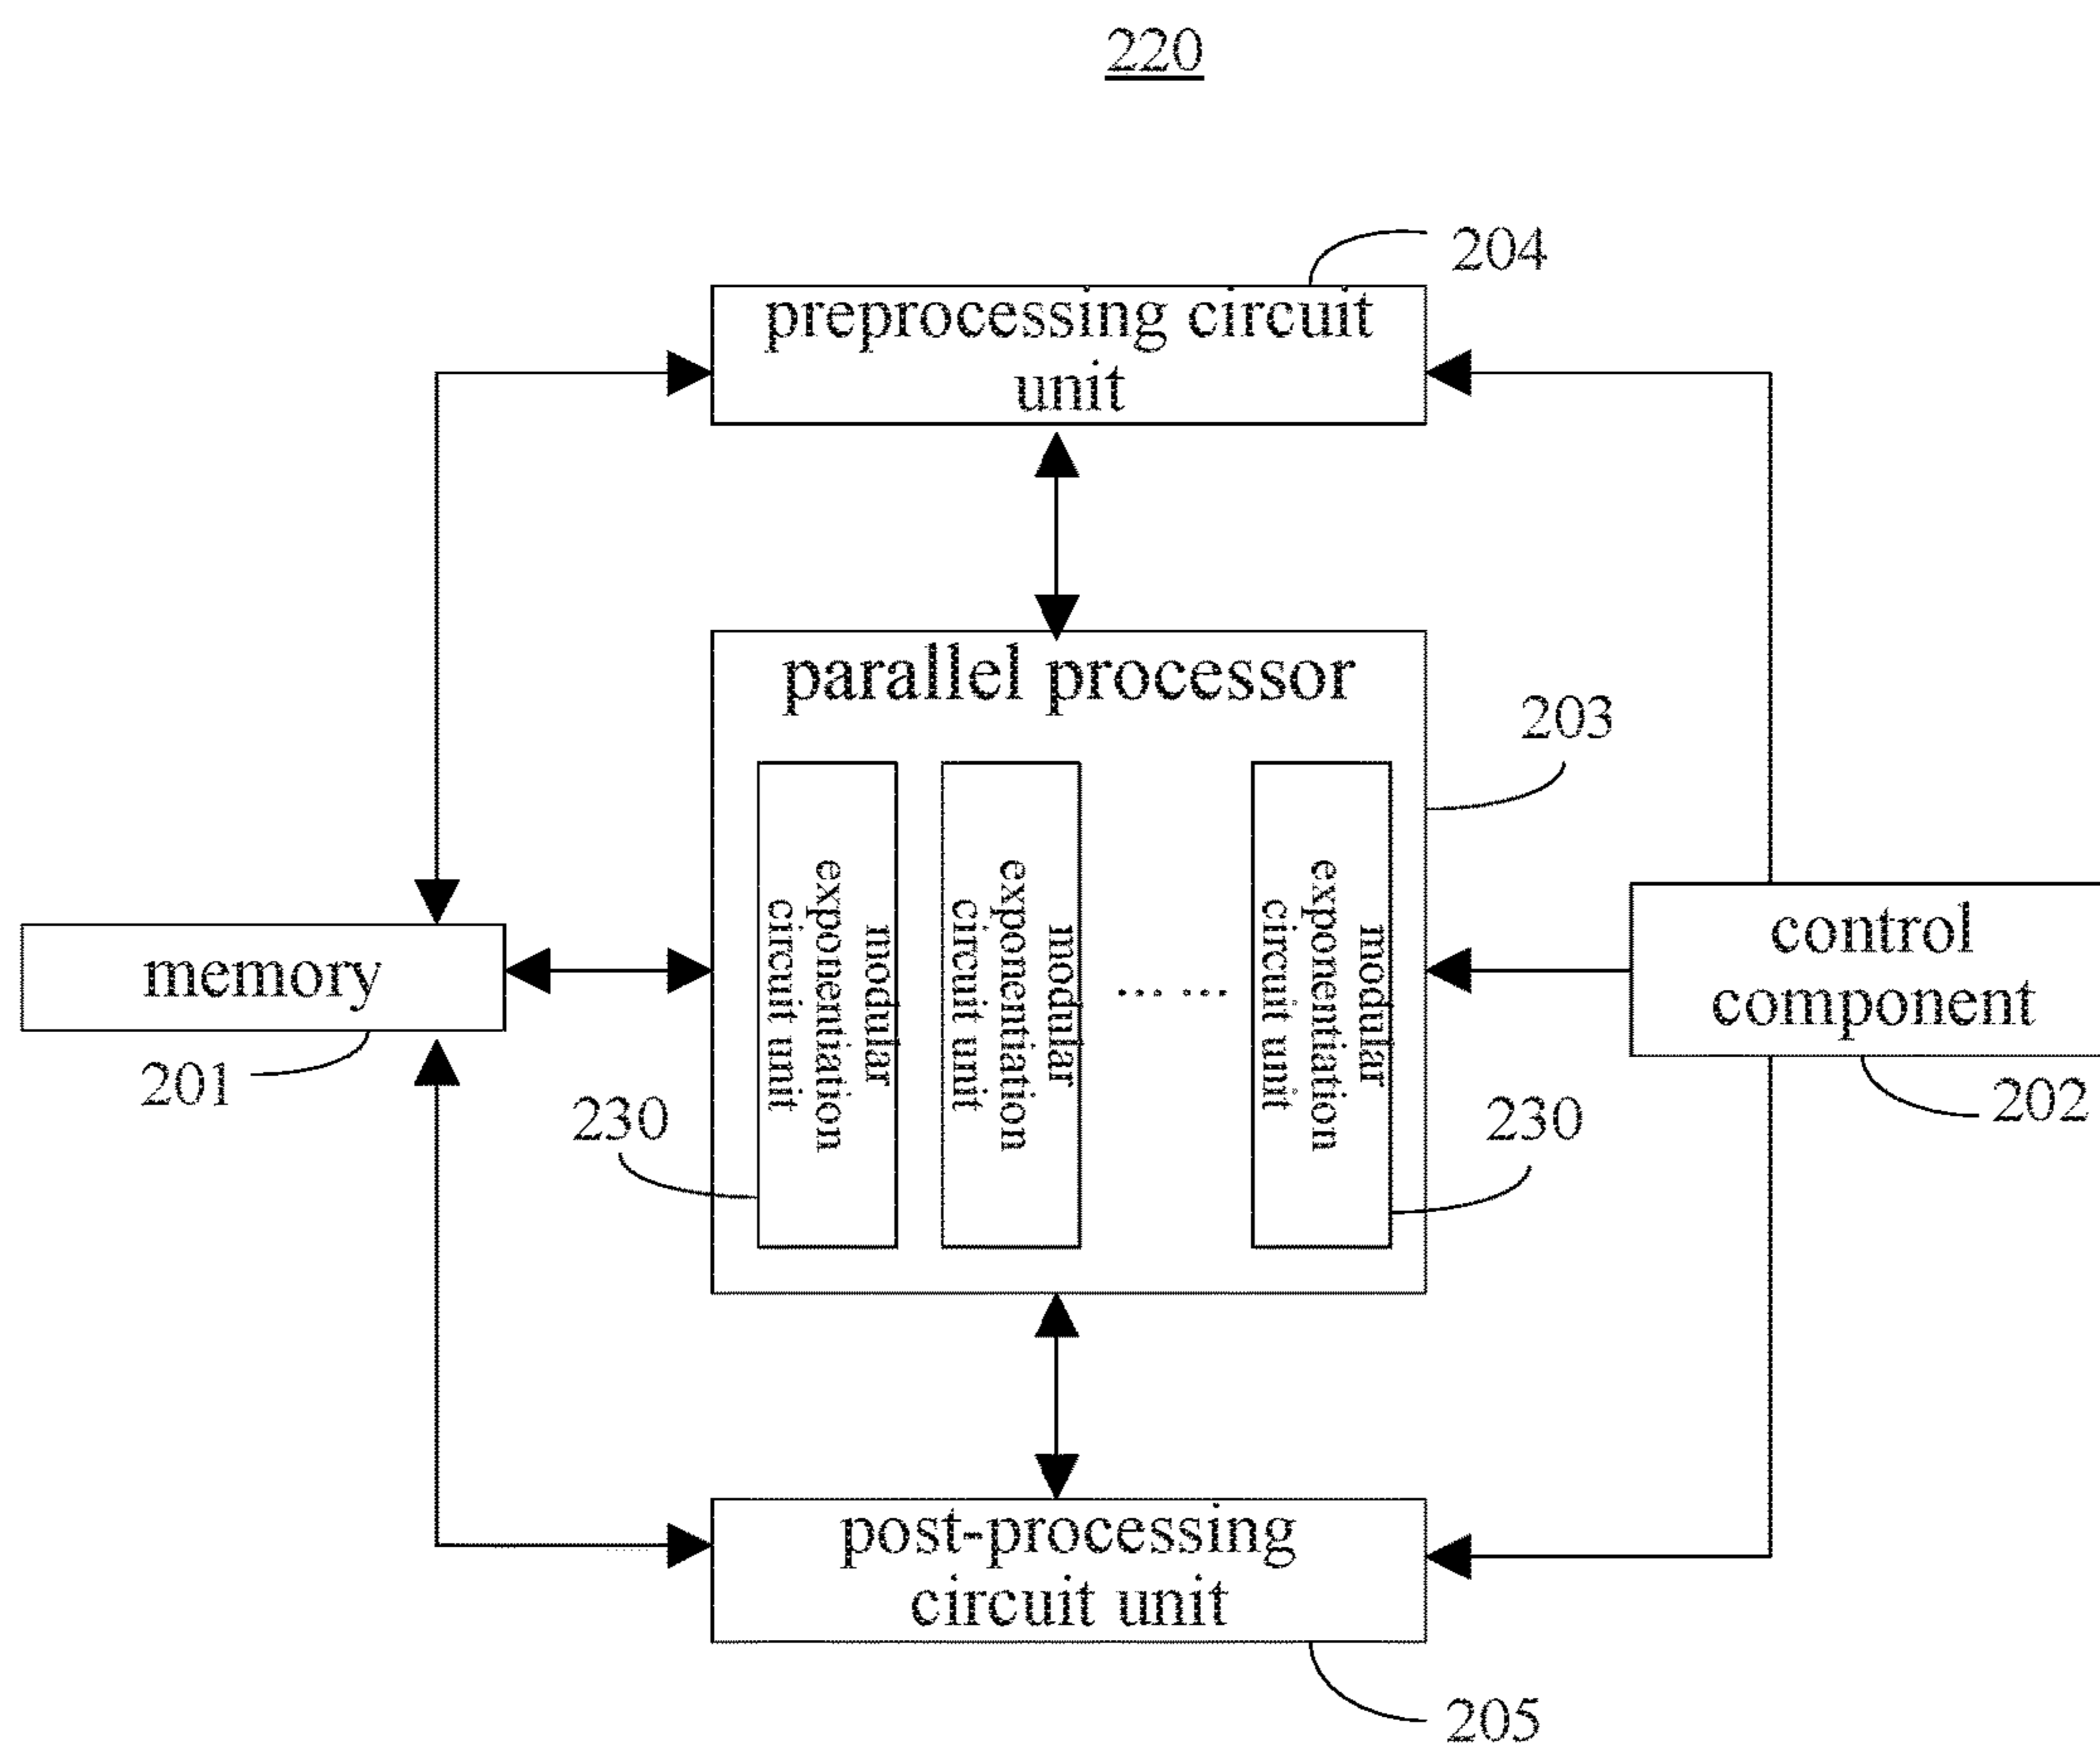 220
204
preprocessing circuit
unit
parallel processor
203
modular
exponentiation
circuit unit
modular
exponentiation
circuit unit
... ...
modular
exponentiation
circuit unit
control
component
memory
201
202
230
230
post-processing
circuit unit
205